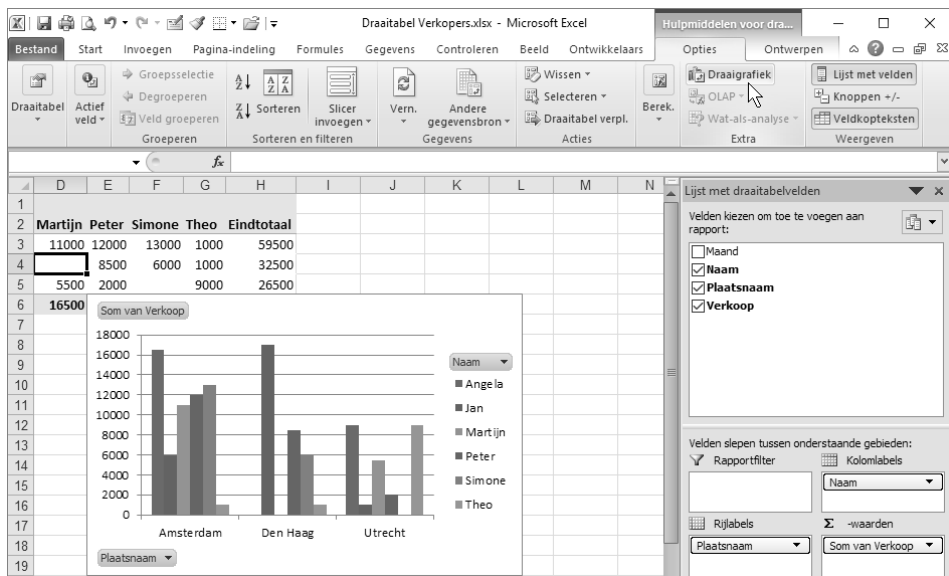 Draaitabel Verkopers.xlsx - Microsoft Excel
Hulpmiddelen voor dra...
Bestand Start Invoegen Pagina-indeling Formules Gegevens Controleren Beeld Ontwikkelaars Opties Ontwerpen
Draaitabel
Actief veld
Groepsselectie
Degroeperen
Veld groeperen
Groeperen
Sorteren
Slicer invoegen
Sorteren en filteren
Vern.
Andere gegevensbron
Gegevens
Wissen
Selecteren
Draaitabel verpl.
Acties
Berek.
Draaigrafiek
OLAP
Wat-als-analyse
Extra
Lijst met velden
Knoppen +/-
Veldkopteksten
Weergeven
fx
D E F G H I J K L M N
1
2 Martijn Peter Simone Theo Eindtotaal
3 11000 12000 13000 1000 59500
4 8500 6000 1000 32500
5 5500 2000 9000 26500
6 16500
7
8
9
10
11
12
13
14
15
16
17
18
19
Som van Verkoop
18000
16000
14000
12000
10000
8000
6000
4000
2000
0
Amsterdam Den Haag Utrecht
Plaatsnaam
Naam
Angela
Jan
Martijn
Peter
Simone
Theo
Lijst met draaitabelvelden
Velden kiezen om toe te voegen aan
rapport:
Maand
Naam
Plaatsnaam
Verkoop
Velden slepen tussen onderstaande gebieden:
Rapportfilter
Kolomlabels
Naam
Rijlabels
Σ -waarden
Plaatsnaam
Som van Verkoop